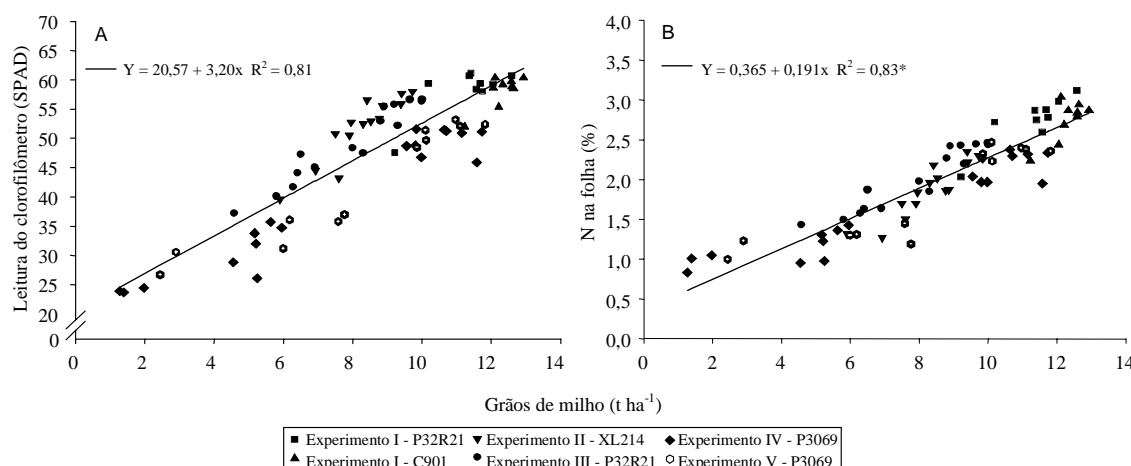 A
Y = 20,57 + 3,20x R² = 0,81
Leitura do clorofilômetro (SPAD)
70
65
60
55
50
45
40
35
30
25
20
0
0 2 4 6 8 10 12 14
B
Y = 0,365 + 0,191x R² = 0,83*
N na folha (%)
4,0
3,5
3,0
2,5
2,0
1,5
1,0
0,5
0,0
0 2 4 6 8 10 12 14
Grãos de milho (t ha⁻¹)
Experimento I - P32R21 Experimento II - XL214 Experimento IV - P3069
Experimento I - C901 Experimento III - P32R21 Experimento V - P3069